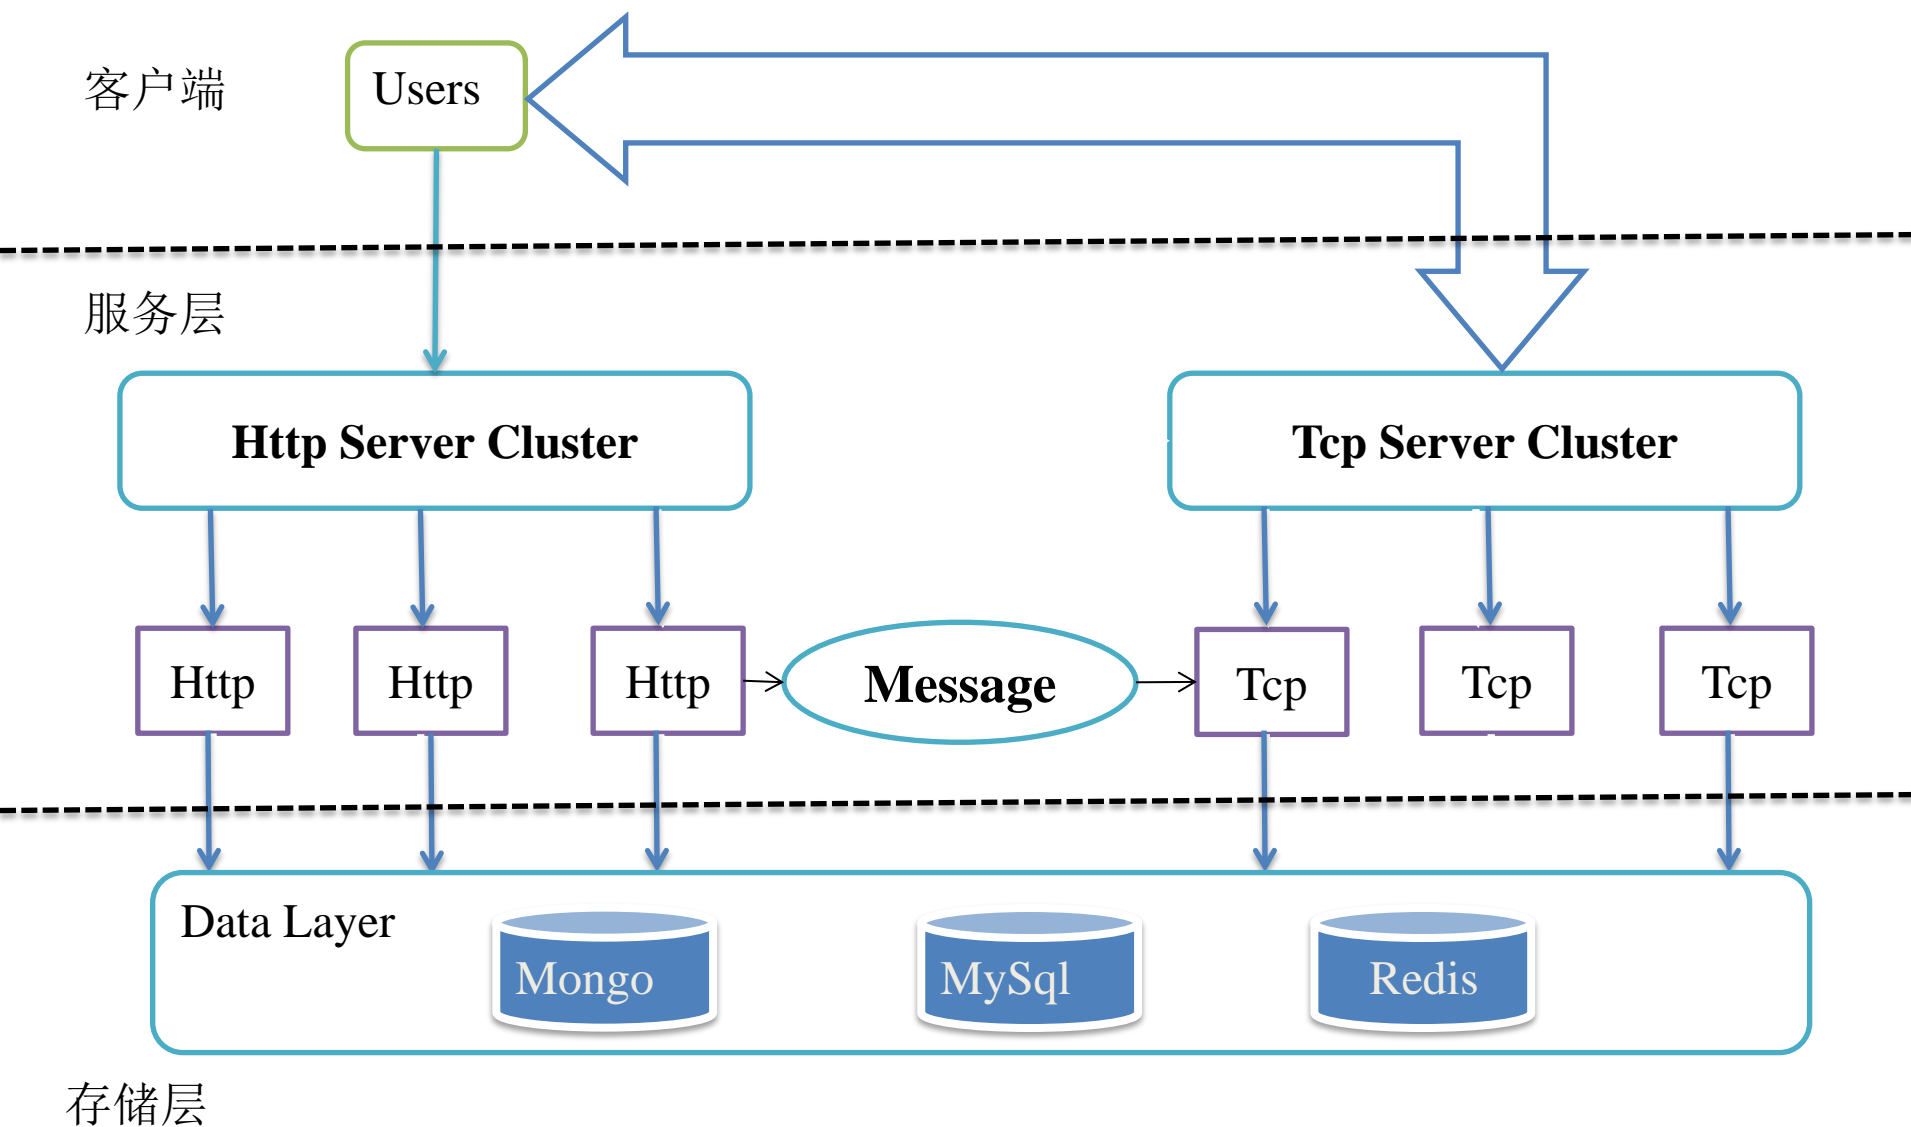 客户端
Users
服务层
Http Server Cluster
Tcp Server Cluster
Http
Http
Http
Message
Tcp
Tcp
Tcp
Data Layer
Mongo
MySql
Redis
存储层